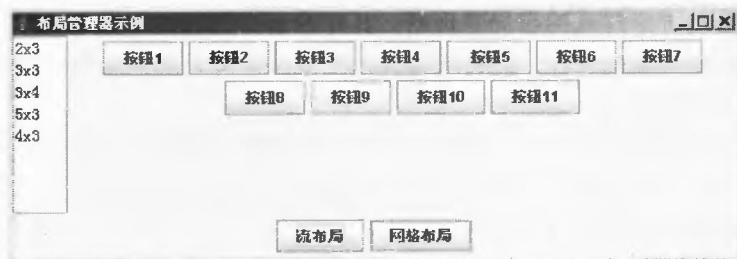 布局管理器示例
2x3
3x3
3x4
5x3
4x3
按钮1 按钮2 按钮3 按钮4 按钮5 按钮6 按钮7
按钮8 按钮9 按钮10 按钮11
流布局 网格布局